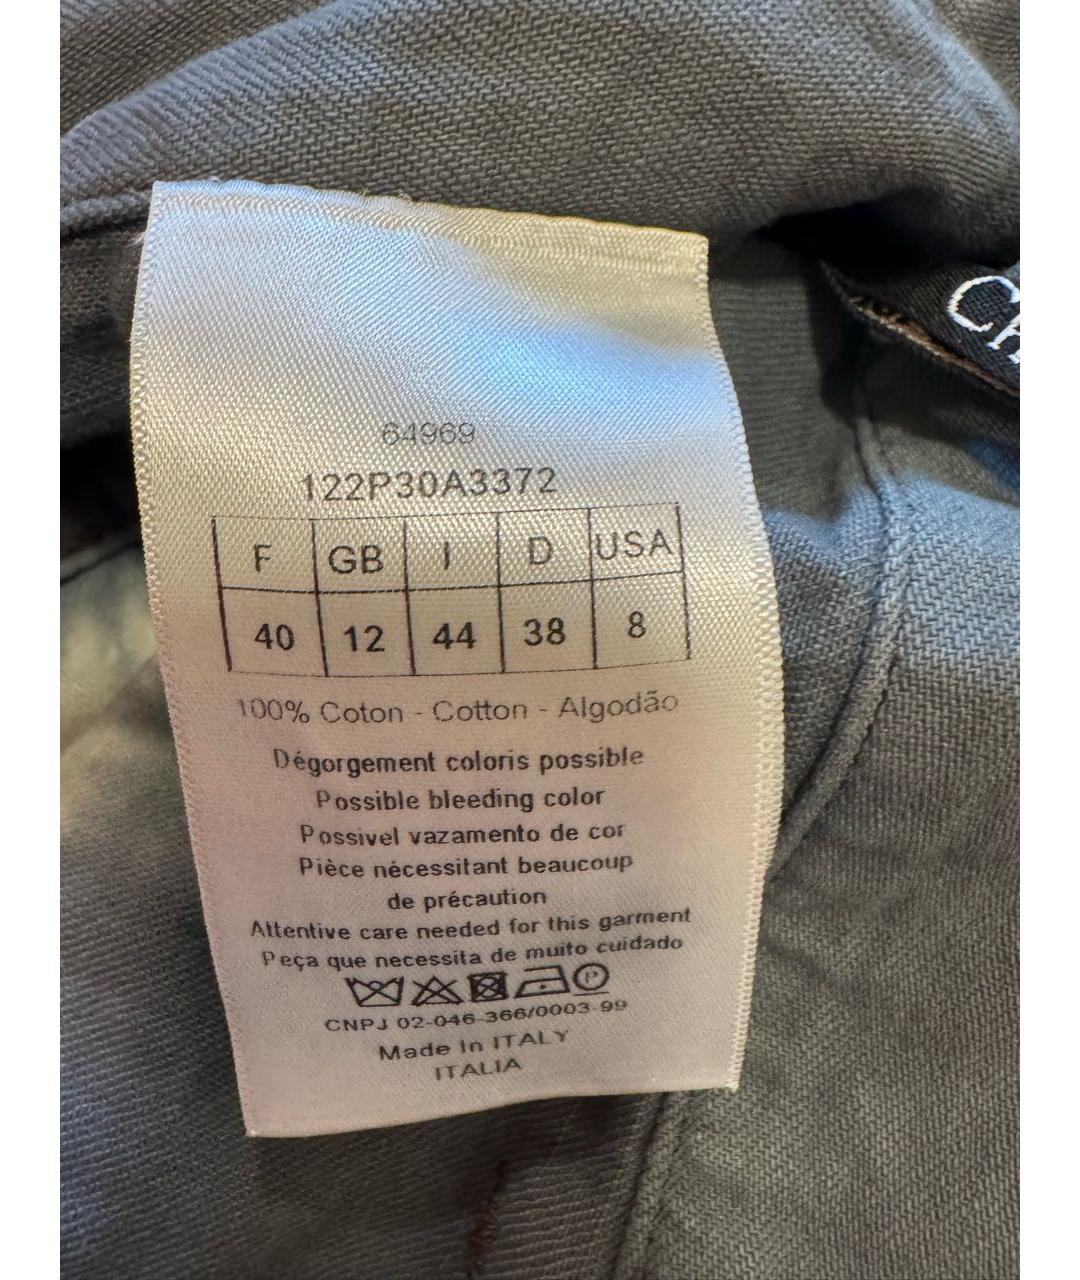 64969
122P30A3372
F GB I D USA
40 12 44 38 8
100% Coton - Cotton - Algodão
Dégorgement coloris possible
Possible bleeding color
Possivel vazamento de cor
Pièce nécessitant beaucoup
de précaution
Attentive care needed for this garment
Peça que necessita de muito cuidado
P
CNPJ 02-046-366/0003-99
Made In ITALY
ITALIA